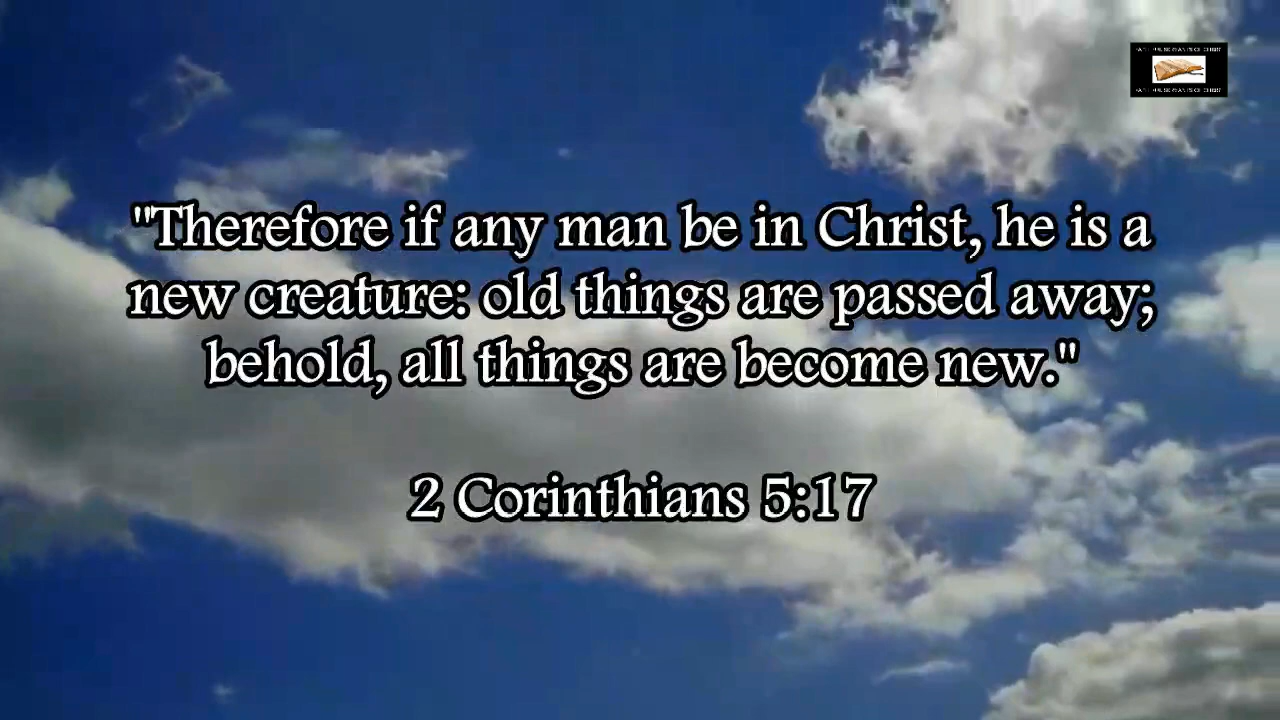 "Therefore if any man be in Christ, he is a
new creature: old things are passed away;
behold, all things are become new."
2 Corinthians 5:17